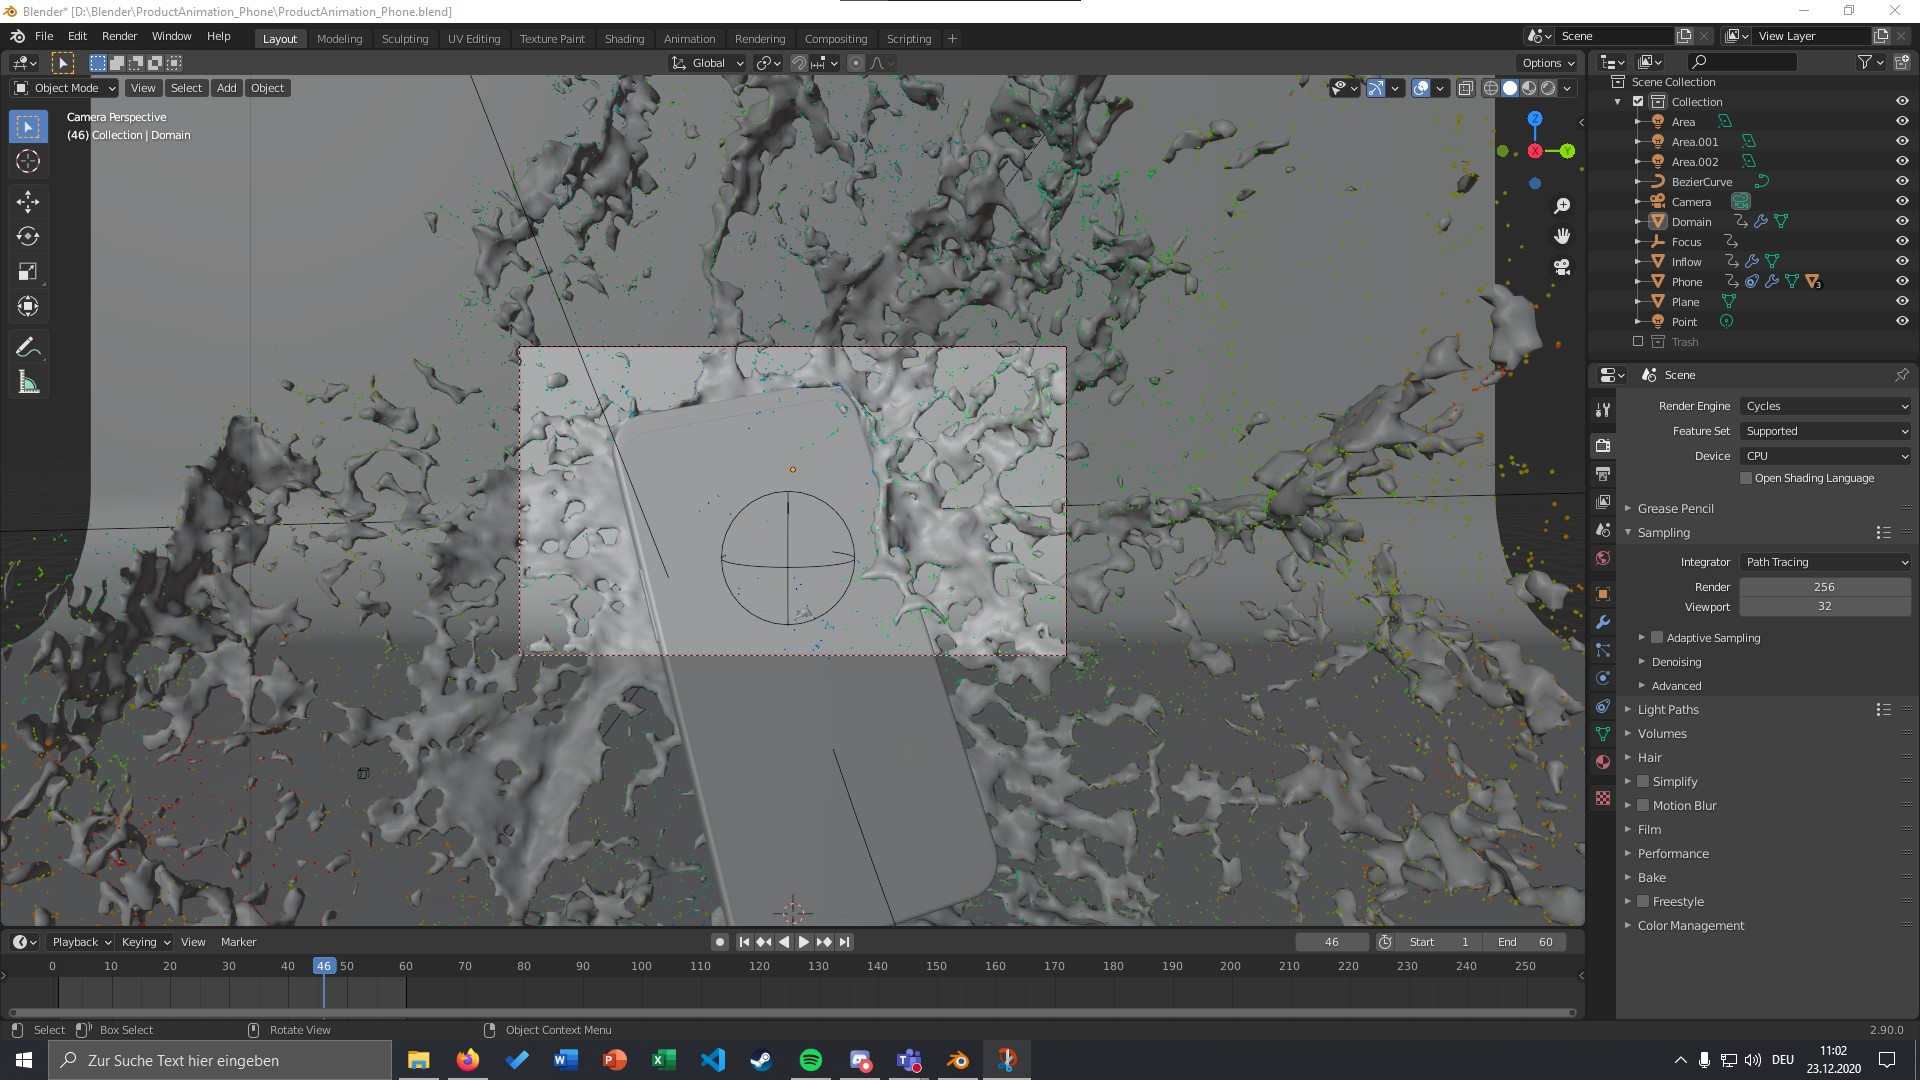 Blender* [D:\Blender\ProductAnimation_Phone\ProductAnimation_Phone.blend]
File Edit Render Window Help Layout Modeling Sculpting UV Editing Texture Paint Shading Animation Rendering Compositing Scripting + Scene View Layer
Global Options
Object Mode View Select Add Object
Camera Perspective
(46) Collection | Domain
Z
X
Y
Scene Collection
Collection
Area
Area.001
Area.002
BezierCurve
Camera
Domain
Focus
Inflow
Phone 3
Plane
Point
Trash
Scene
Render Engine Cycles
Feature Set Supported
Device CPU
Open Shading Language
Grease Pencil
Sampling
Integrator Path Tracing
Render 256
Viewport 32
Adaptive Sampling
Denoising
Advanced
Light Paths
Volumes
Hair
Simplify
Motion Blur
Film
Performance
Bake
Freestyle
Color Management
Playback Keying View Marker 46 Start 1 End 60
0 10 20 30 40 46 50 60 70 80 90 100 110 120 130 140 150 160 170 180 190 200 210 220 230 240 250
Select Box Select Rotate View Object Context Menu 2.90.0
Zur Suche Text hier eingeben
DEU
11:02
23.12.2020